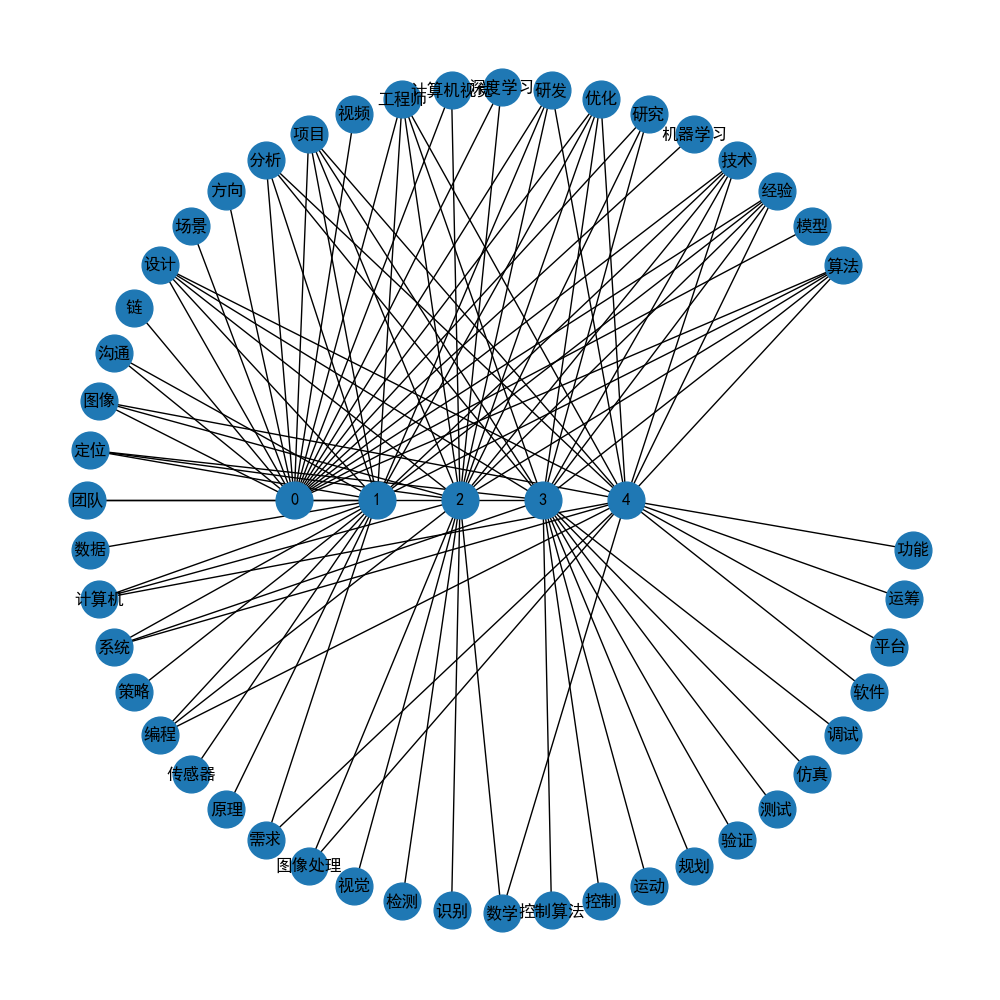 深度学习
计算机视觉
研发
工程师
优化
视频
研究
项目
机器学习
分析
技术
方向
经验
场景
模型
设计
算法
链
沟通
图像
定位
团队
0
1
2
3
4
数据
功能
计算机
运筹
系统
平台
策略
软件
编程
调试
传感器
仿真
原理
测试
需求
验证
图像处理
规划
视觉
运动
检测
控制
识别
控制算法
数学